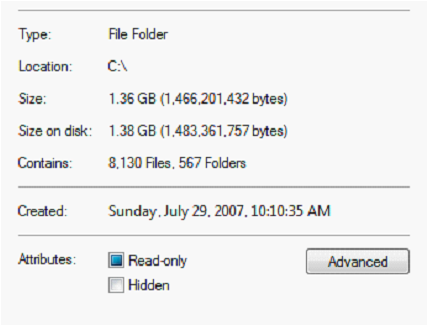 Type: File Folder
Location: C:\
Size: 1.36 GB (1,466,201,432 bytes)
Size on disk: 1.38 GB (1,483,361,757 bytes)
Contains: 8,130 Files, 567 Folders
Created: Sunday, July 29, 2007, 10:10:35 AM
Attributes: Read-only Advanced
Hidden